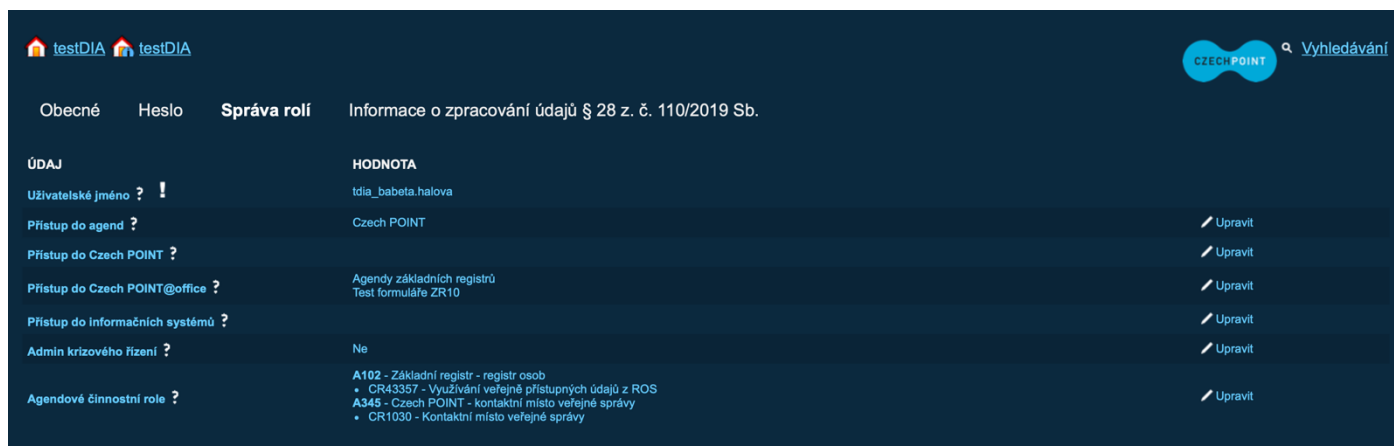 testDIA testDIA
CZECHPOINT
Vyhledávání
Obecné Heslo Správa rolí Informace o zpracování údajů § 28 z. č. 110/2019 Sb.
ÚDAJ HODNOTA
Uživatelské jméno ? ! tdia_babeta.halova
Přístup do agend ? Czech POINT Upravit
Přístup do Czech POINT ? Upravit
Přístup do Czech POINT@office ? Agendy základních registrů
Test formuláře ZR10 Upravit
Přístup do informačních systémů ? Upravit
Admin krizového řízení ? Ne Upravit
Agendové činnostní role ? A102 - Základní registr - registr osob
• CR43357 - Využívání veřejně přístupných údajů z ROS
A345 - Czech POINT - kontaktní místo veřejné správy
• CR1030 - Kontaktní místo veřejné správy Upravit